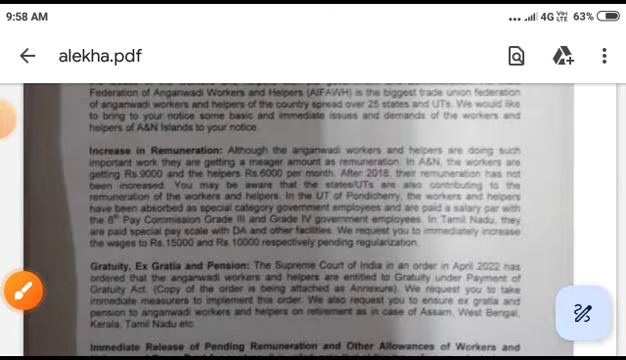 9:58 AM
4G VoLTE 63%
alekha.pdf
Federation of Anganwadi Workers and Helpers (AIFAWH) is the biggest trade union federation
of anganwadi workers and helpers of the country spread over 25 states and UTs. We would like
to bring to your notice some basic and immediate issues and demands of the workers and
helpers of A&N Islands to your notice.
Increase in Remuneration: Although the anganwadi workers and helpers are doing such
important work they are getting a meager amount as remuneration. In A&N, the workers are
getting Rs.9000 and the helpers Rs.6000 per month. After 2018, their remuneration has not
been increased. You may be aware that the states/UTs are also contributing to the
remuneration of the workers and helpers. In the UT of Pondicherry, the workers and helpers
have been absorbed as special category government employees and are paid a salary par with
the 6th Pay Commission Grade III and Grade IV government employees. In Tamil Nadu, they
are paid special pay scale with DA and other facilities. We request you to immediately increase
the wages to Rs.15000 and Rs.10000 respectively pending regularization.
Gratuity, Ex Gratia and Pension: The Supreme Court of India in an order in April 2022 has
ordered that the anganwadi workers and helpers are entitled to Gratuity under Payment of
Gratuity Act. (Copy of the order is being attached as Annexure). We request you to take
immediate measurers to implement this order. We also request you to ensure ex gratia and
pension to anganwadi workers and helpers on retirement as in case of Assam, West Bengal,
Kerala, Tamil Nadu etc.
Immediate Release of Pending Remuneration and Other Allowances of Workers and